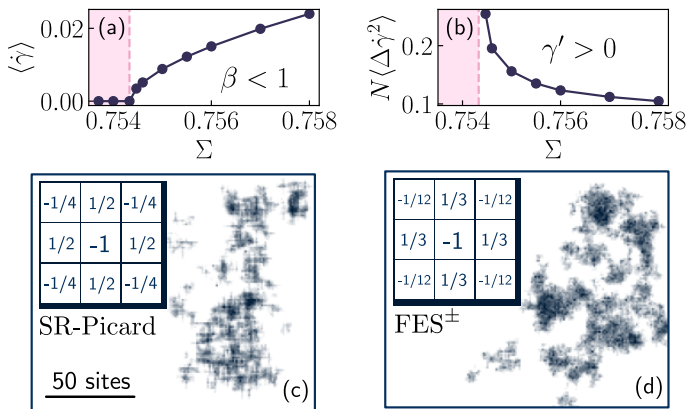 (a)
0.02
0.00
⟨γ̇⟩
β < 1
0.754 0.756 0.758
Σ
(b)
0.2
0.1
N⟨Δγ̇²⟩
γ′ > 0
0.754 0.756 0.758
Σ
-1/4 1/2 -1/4
1/2 -1 1/2
-1/4 1/2 -1/4
SR-Picard
50 sites
(c)
-1/12 1/3 -1/12
1/3 -1 1/3
-1/12 1/3 -1/12
FES±
(d)